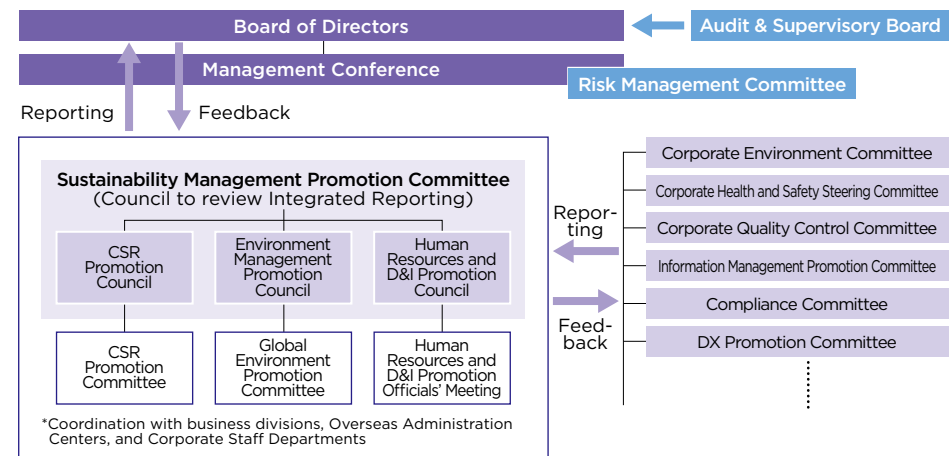 Board of Directors
Audit & Supervisory Board
Management Conference
Risk Management Committee
Reporting
Feedback
Sustainability Management Promotion Committee
(Council to review Integrated Reporting)
CSR
Promotion
Council
Environment
Management
Promotion
Council
Human
Resources and
D&I Promotion
Council
CSR
Promotion
Committee
Global
Environment
Promotion
Committee
Human
Resources and
D&I Promotion
Officials' Meeting
*Coordination with business divisions, Overseas Administration
Centers, and Corporate Staff Departments
Repor-
ting
Feed-
back
Corporate Environment Committee
Corporate Health and Safety Steering Committee
Corporate Quality Control Committee
Information Management Promotion Committee
Compliance Committee
DX Promotion Committee